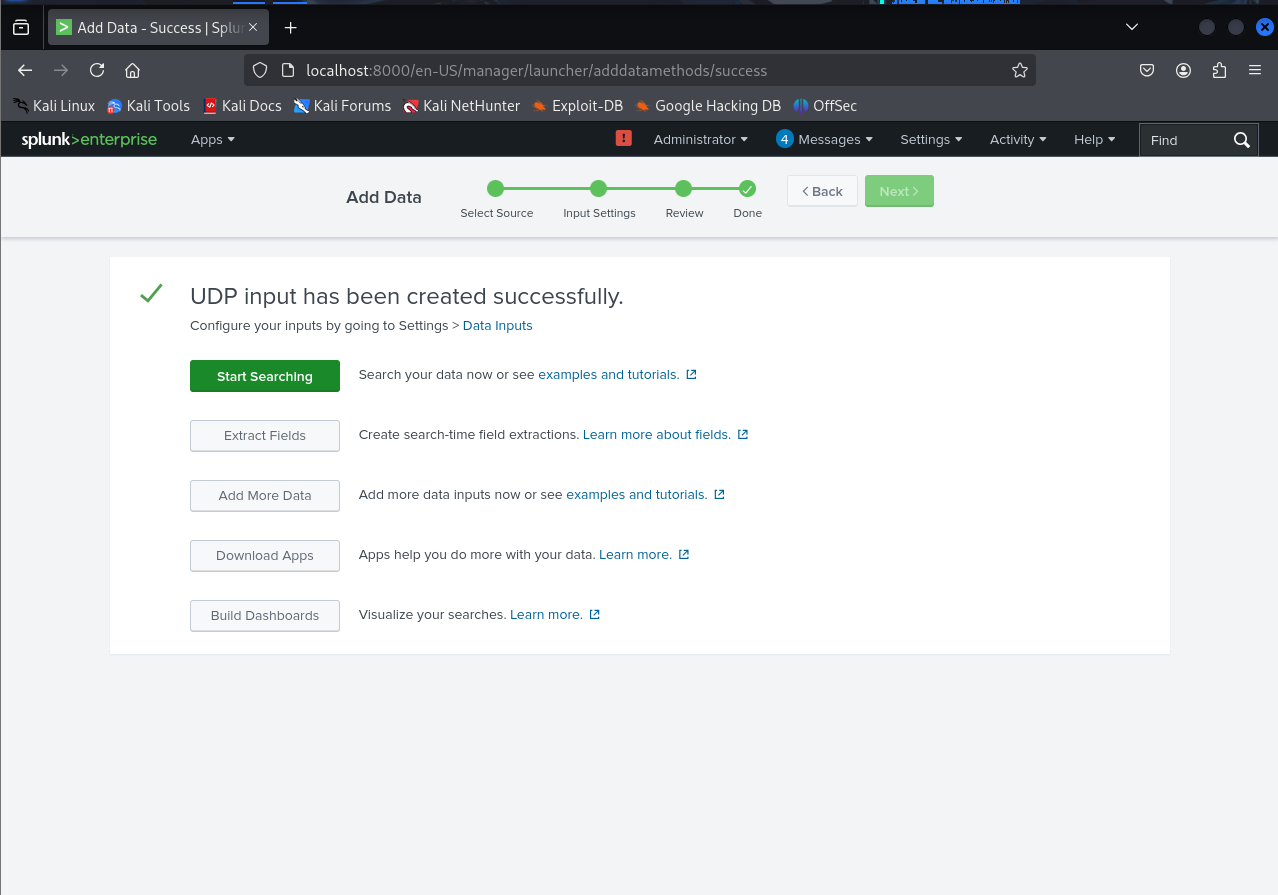 Add Data - Success | Splun
localhost:8000/en-US/manager/launcher/adddatamethods/success
Kali Linux Kali Tools Kali Docs Kali Forums Kali NetHunter Exploit-DB Google Hacking DB OffSec
splunk>enterprise Apps ! Administrator 4 Messages Settings Activity Help Find
Add Data
Select Source Input Settings Review Done
< Back Next >
UDP input has been created successfully.
Configure your inputs by going to Settings > Data Inputs
Start Searching Search your data now or see examples and tutorials.
Extract Fields Create search-time field extractions. Learn more about fields.
Add More Data Add more data inputs now or see examples and tutorials.
Download Apps Apps help you do more with your data. Learn more.
Build Dashboards Visualize your searches. Learn more.